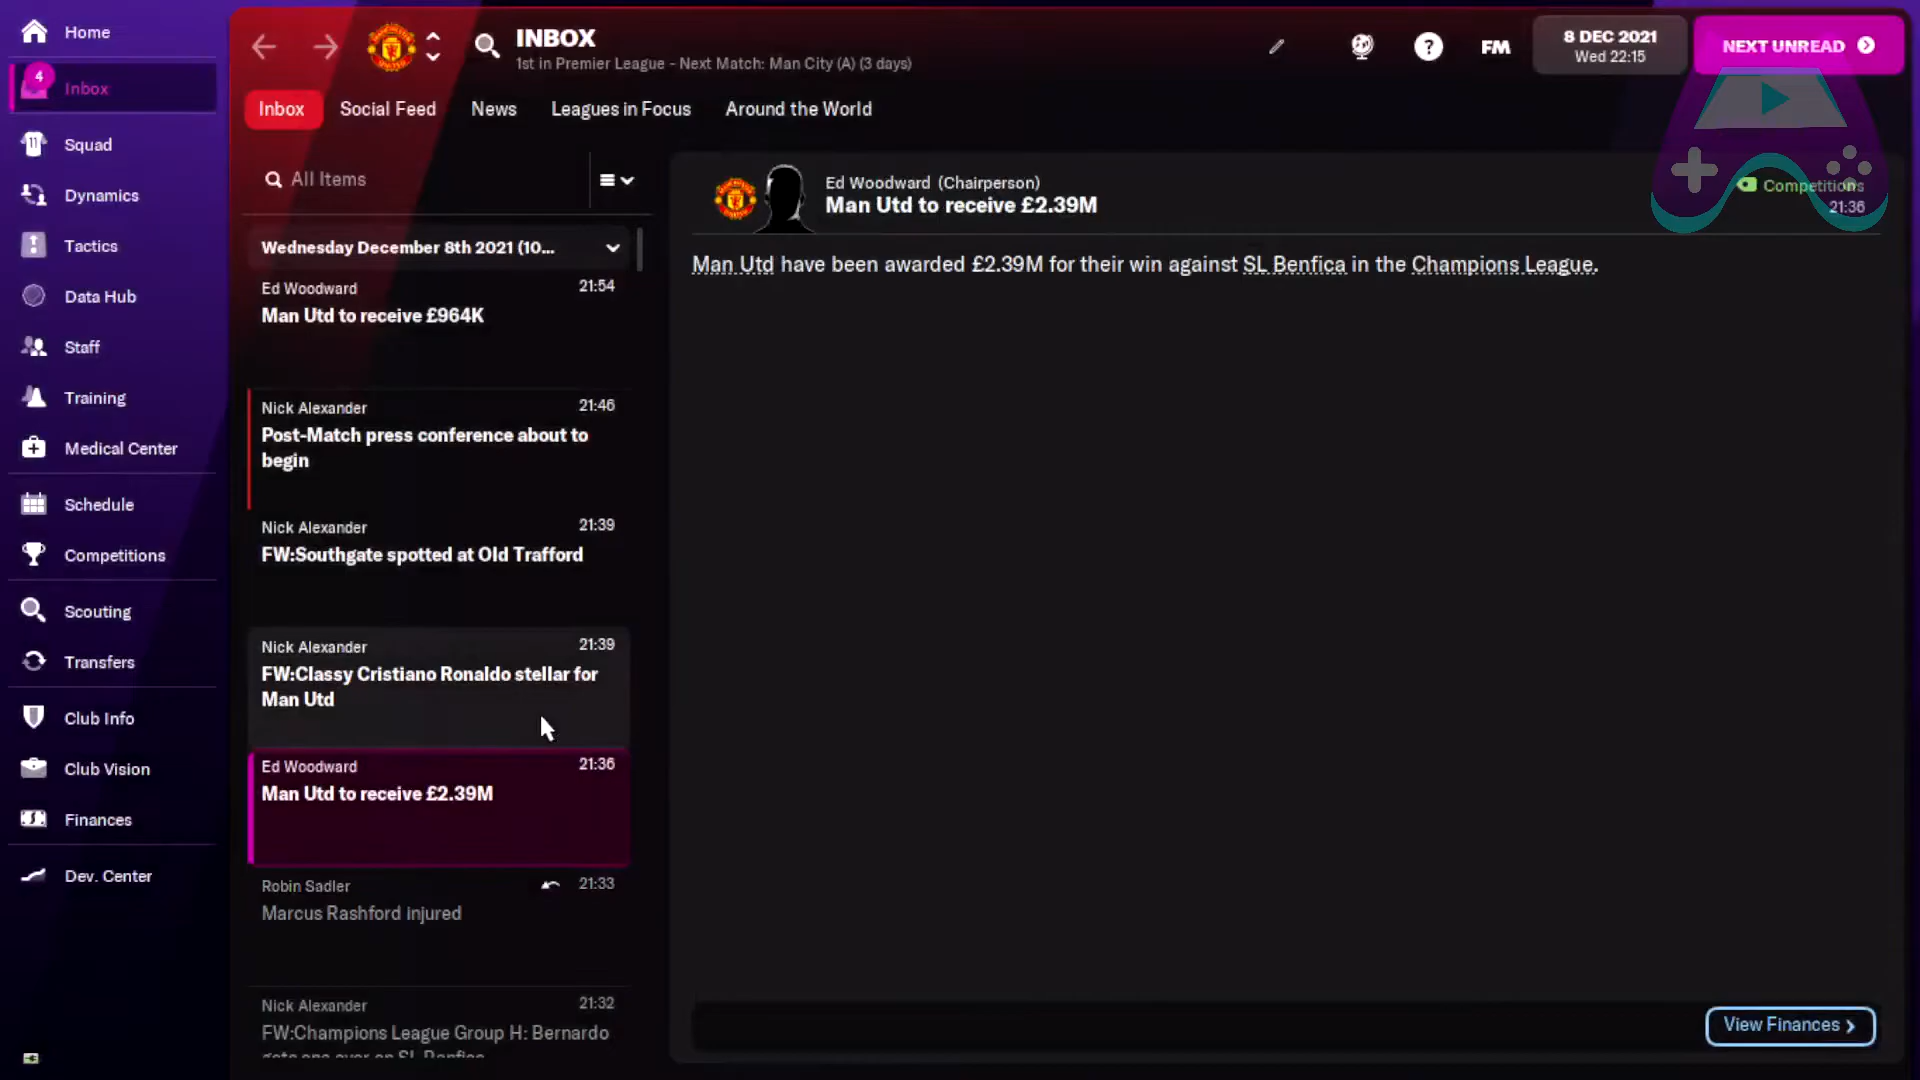 Home
4
Inbox
Squad
Dynamics
Tactics
Data Hub
Staff
Training
Medical Center
Schedule
Competitions
Scouting
Transfers
Club Info
Club Vision
Finances
Dev. Center
INBOX
1st in Premier League - Next Match: Man City (A) (3 days)
FM
8 DEC 2021
Wed 22:15
NEXT UNREAD
Inbox
Social Feed
News
Leagues in Focus
Around the World
All Items
Wednesday December 8th 2021 (10...
Ed Woodward 21:54
Man Utd to receive £964K
Nick Alexander 21:46
Post-Match press conference about to
begin
Nick Alexander 21:39
FW:Southgate spotted at Old Trafford
Nick Alexander 21:39
FW:Classy Cristiano Ronaldo stellar for
Man Utd
Ed Woodward 21:36
Man Utd to receive £2.39M
Robin Sadler 21:33
Marcus Rashford injured
Nick Alexander 21:32
FW:Champions League Group H: Bernardo
gets one over on SL Benfica
Ed Woodward (Chairperson)
Man Utd to receive £2.39M
Competitions
21:36
Man Utd have been awarded £2.39M for their win against SL Benfica in the Champions League.
View Finances